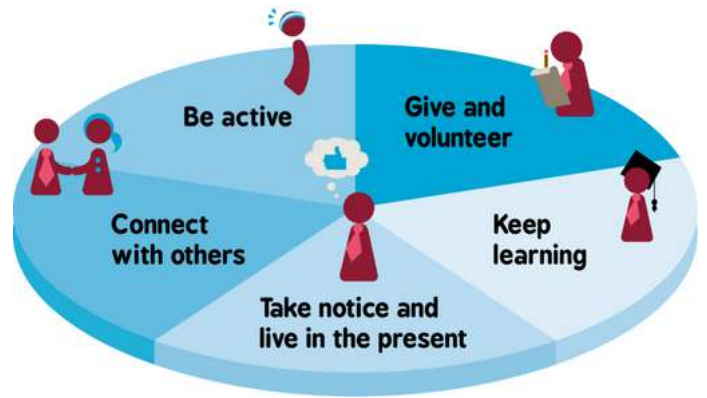 Be active
Give and
volunteer
Connect
with others
Keep
learning
Take notice and
live in the present